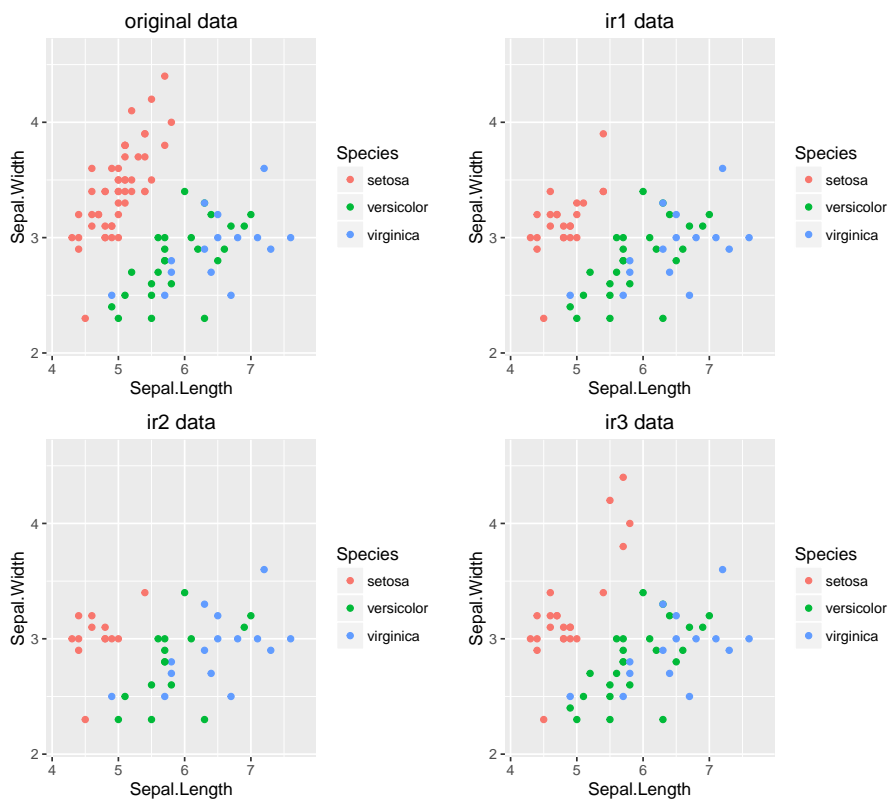 original data
4
3
2
4
5
6
7
Sepal.Width
Sepal.Length
Species
setosa
versicolor
virginica
ir1 data
4
3
2
4
5
6
7
Sepal.Width
Sepal.Length
Species
setosa
versicolor
virginica
ir2 data
4
3
2
4
5
6
7
Sepal.Width
Sepal.Length
Species
setosa
versicolor
virginica
ir3 data
4
3
2
4
5
6
7
Sepal.Width
Sepal.Length
Species
setosa
versicolor
virginica